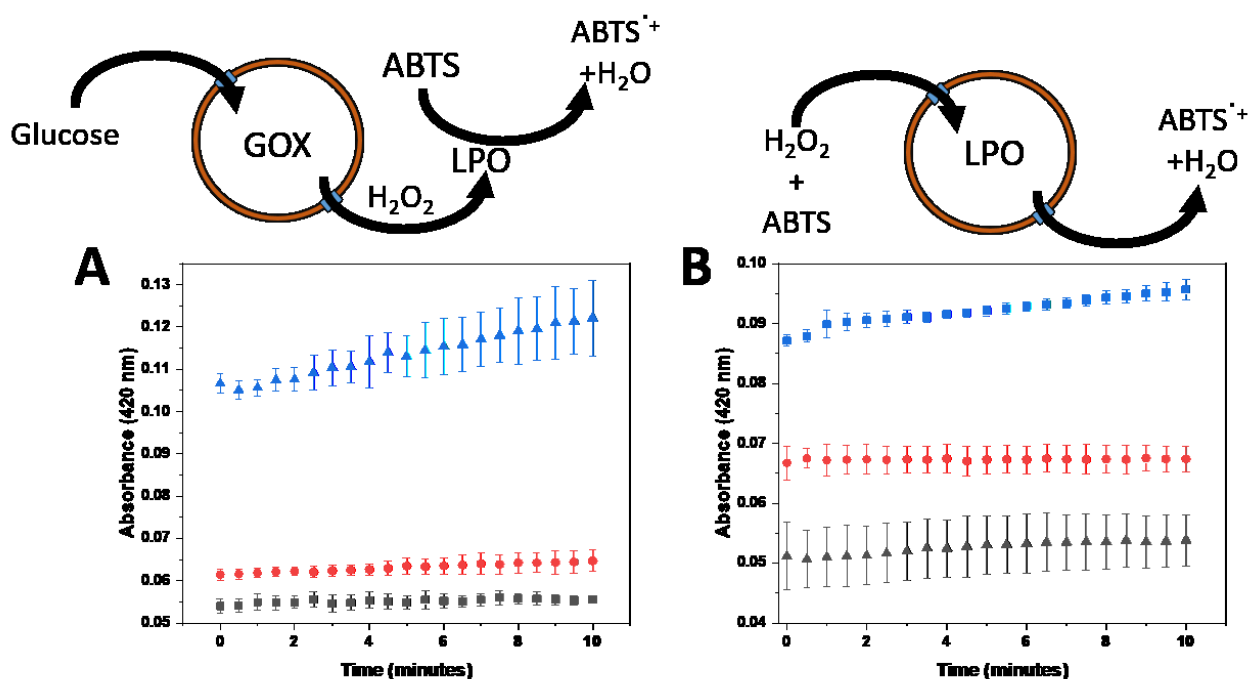 Glucose
GOX
H₂O₂
ABTS
LPO
ABTS˙⁺
+H₂O
H₂O₂
+
ABTS
LPO
ABTS˙⁺
+H₂O
A
Absorbance (420 nm)
0.13
0.12
0.11
0.10
0.09
0.08
0.07
0.06
0.05
0 2 4 6 8 10
Time (minutes)
B
Absorbance (420 nm)
0.10
0.09
0.08
0.07
0.06
0.05
0.04
0 2 4 6 8 10
Time (minutes)